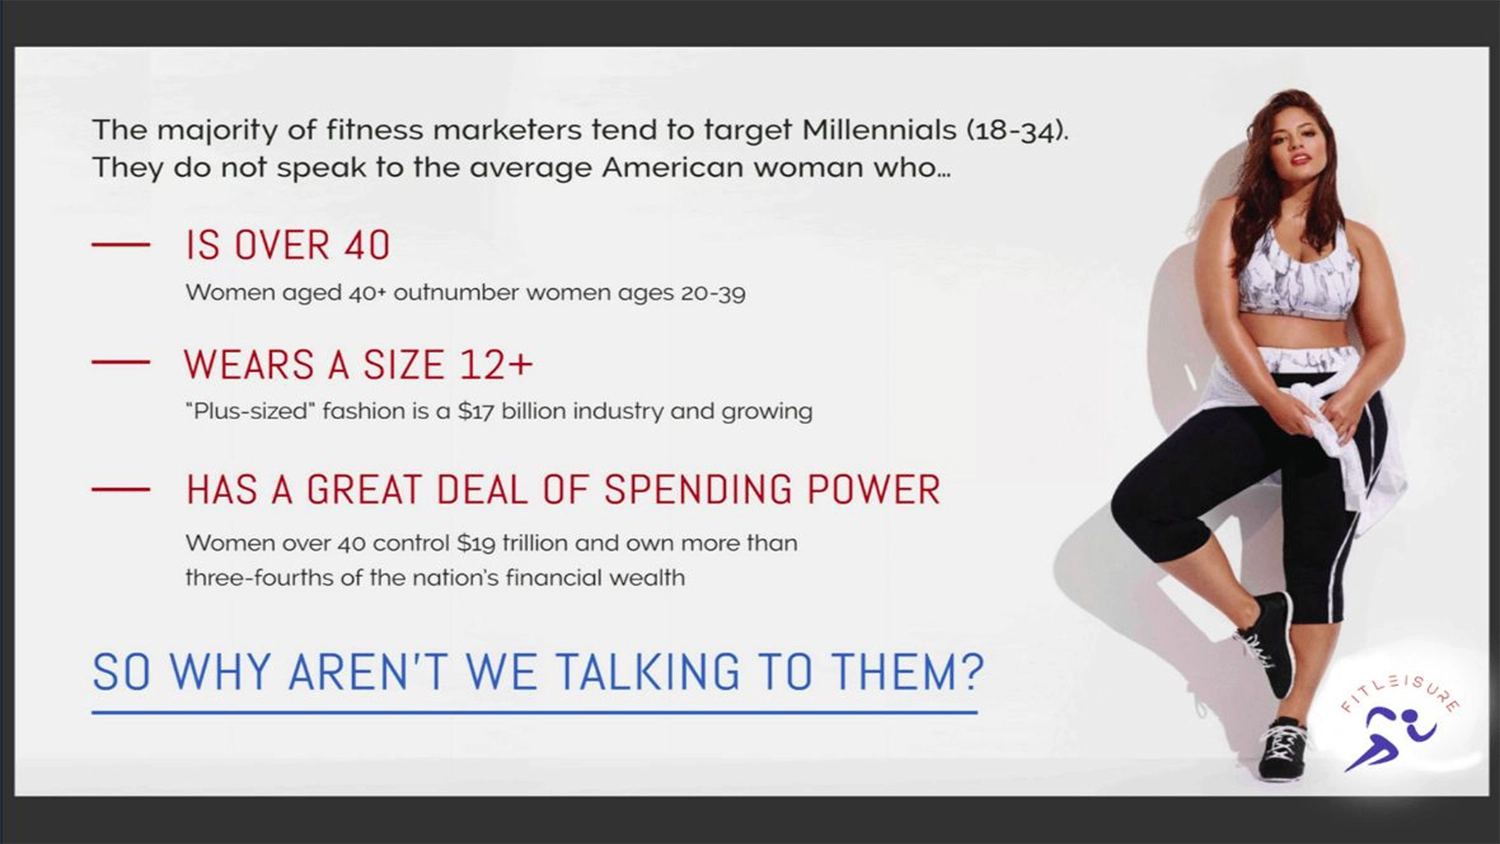 The majority of fitness marketers tend to target Millennials (18-34).
They do not speak to the average American woman who...
IS OVER 40
Women aged 40+ outnumber women ages 20-39
WEARS A SIZE 12+
"Plus-sized" fashion is a $17 billion industry and growing
HAS A GREAT DEAL OF SPENDING POWER
Women over 40 control $19 trillion and own more than
three-fourths of the nation's financial wealth
SO WHY AREN'T WE TALKING TO THEM?
FITLEISURE